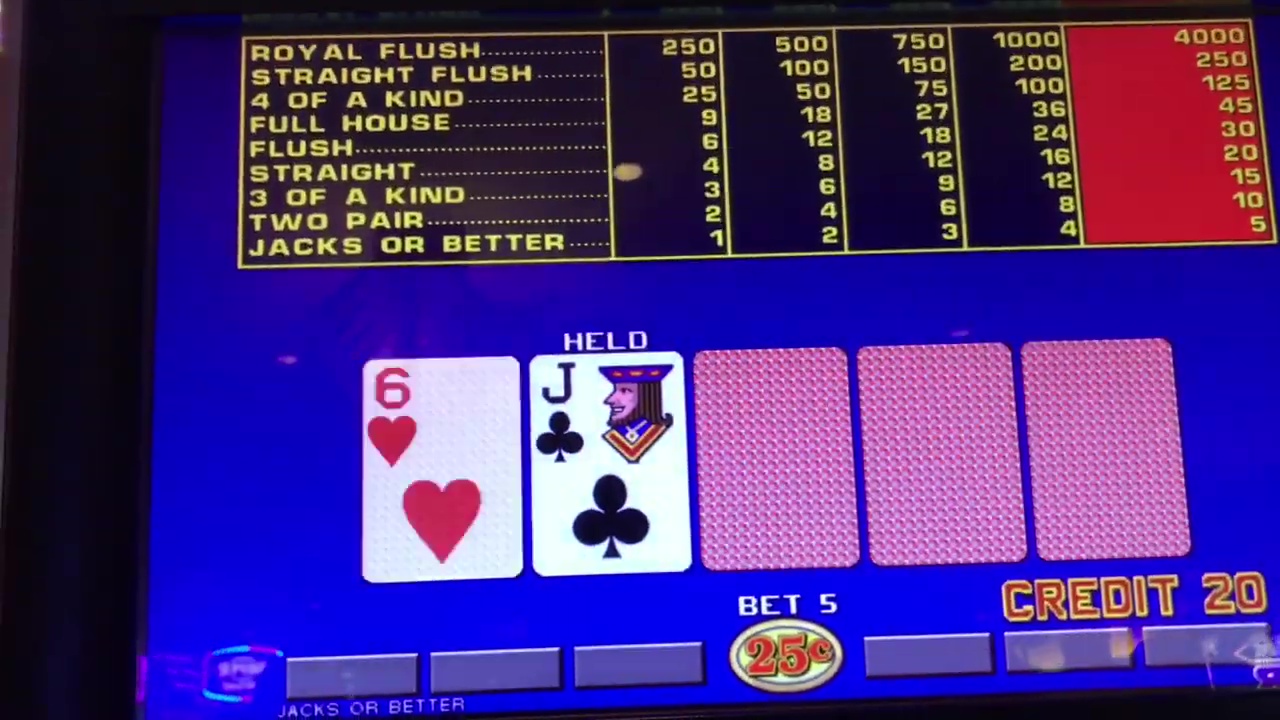 ROYAL FLUSH 250 500 750 1000 4000
STRAIGHT FLUSH 50 100 150 200 250
4 OF A KIND 25 50 75 100 125
FULL HOUSE 9 18 27 36 45
FLUSH 6 12 18 24 30
STRAIGHT 4 8 12 16 20
3 OF A KIND 3 6 9 12 15
TWO PAIR 2 4 6 8 10
JACKS OR BETTER 1 2 3 4 5
HELD
6 J
BET 5
CREDIT 20
25¢
JACKS OR BETTER